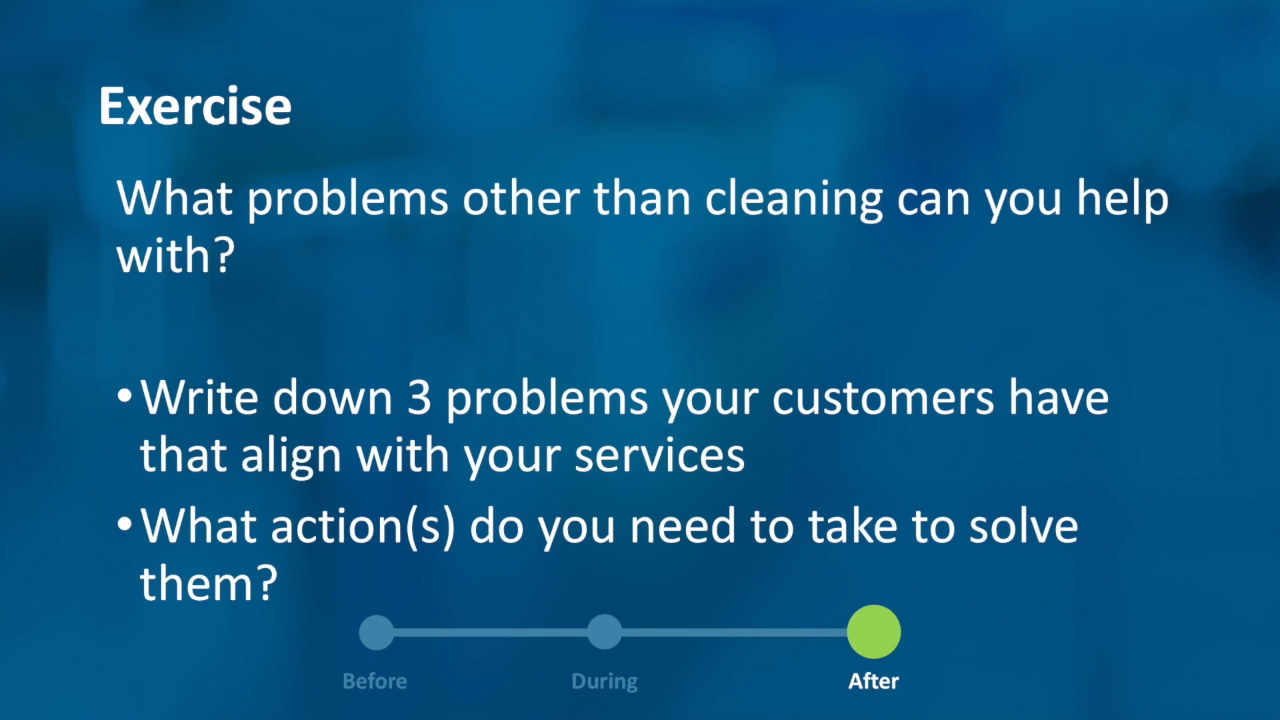 Exercise
What problems other than cleaning can you help
with?
•Write down 3 problems your customers have
that align with your services
•What action(s) do you need to take to solve
them?
Before During After